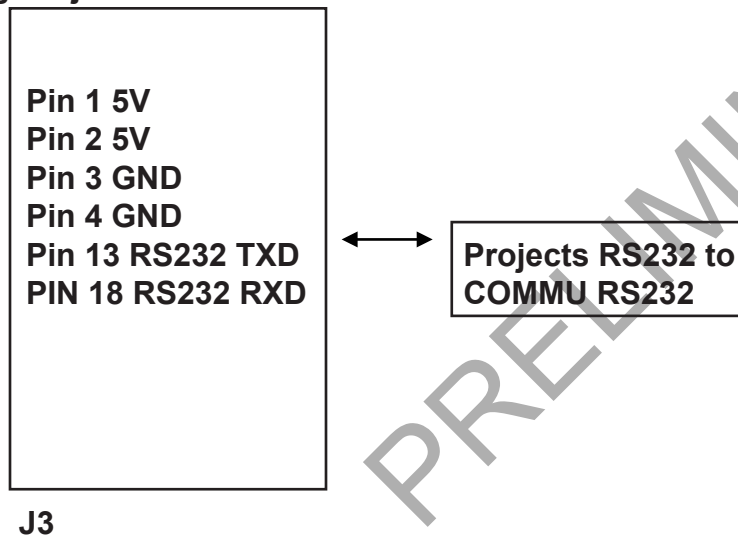 Pin 1 5V
Pin 2 5V
Pin 3 GND
Pin 4 GND
Pin 13 RS232 TXD
PIN 18 RS232 RXD
Projects RS232 to
COMMU RS232
J3